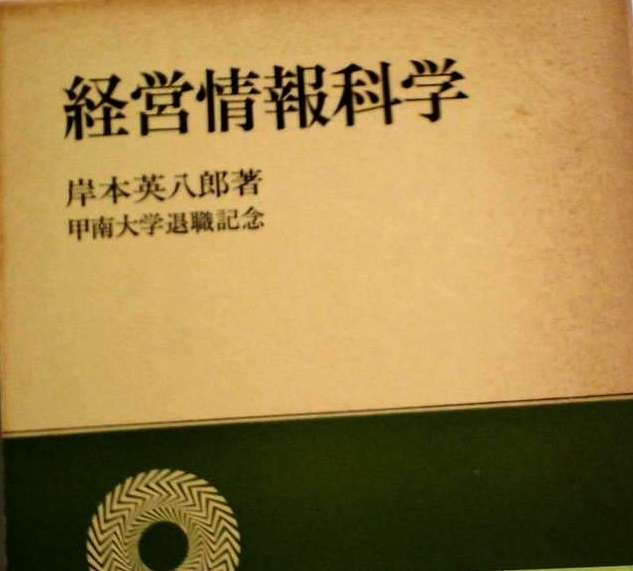 経営情報科学
岸本英八郎著
甲南大学退職記念